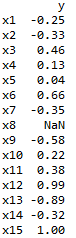 y
x1 -0.25
x2 -0.33
x3 0.46
x4 0.13
x5 0.04
x6 0.66
x7 -0.35
x8 NaN
x9 -0.58
x10 0.22
x11 0.38
x12 0.99
x13 -0.89
x14 -0.32
x15 1.00